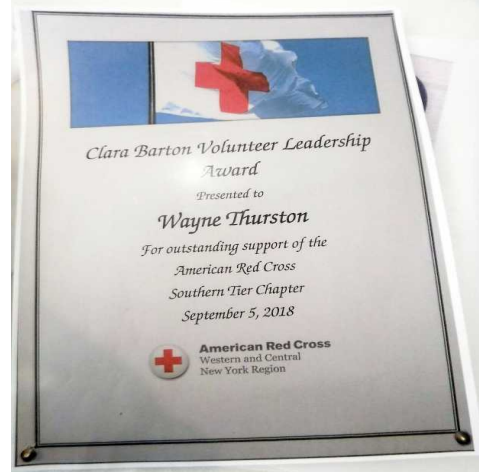 Clara Barton Volunteer Leadership
Award
Presented to
Wayne Thurston
For outstanding support of the
American Red Cross
Southern Tier Chapter
September 5, 2018
American Red Cross
Western and Central
New York Region